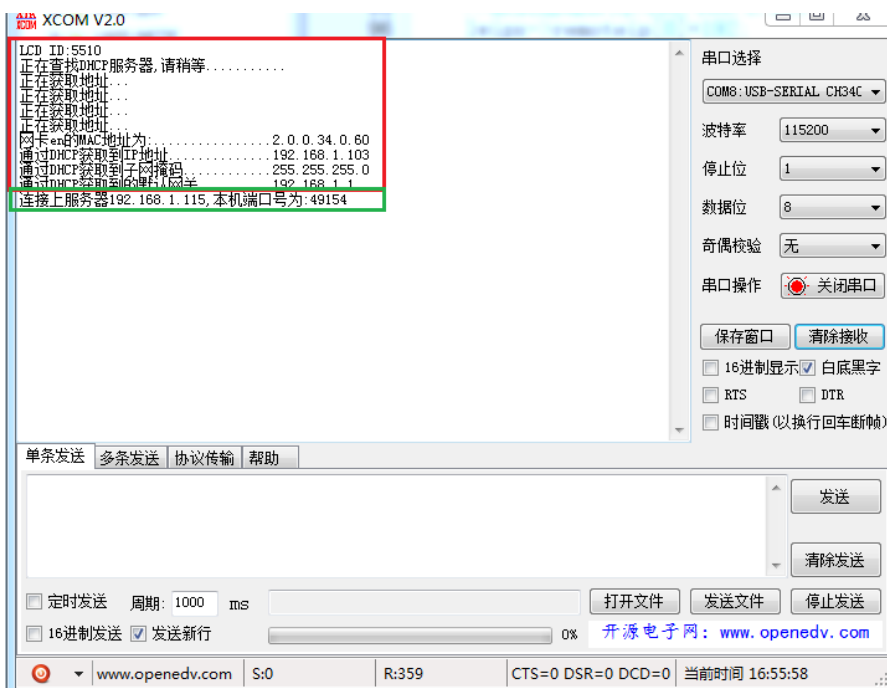 XCOM V2.0
LCD ID:5510
正在查找DHCP服务器,请稍等...........
正在获取地址...
正在获取地址...
正在获取地址...
正在获取地址...
网卡en的MAC地址为:................2.0.0.34.0.60
通过DHCP获取到IP地址..............192.168.1.103
通过DHCP获取到子网掩码............255.255.255.0
通过DHCP获取到的默认网关..........192.168.1.1
连接上服务器192.168.1.115,本机端口号为:49154
串口选择
COM8:USB-SERIAL CH34C
波特率 115200
停止位 1
数据位 8
奇偶校验 无
串口操作 关闭串口
保存窗口 清除接收
16进制显示 白底黑字
RTS DTR
时间戳(以换行回车断帧)
单条发送 多条发送 协议传输 帮助
发送
清除发送
定时发送 周期: 1000 ms 打开文件 发送文件 停止发送
16进制发送 发送新行 0% 开源电子网: www.openedv.com
www.openedv.com S:0 R:359 CTS=0 DSR=0 DCD=0 当前时间 16:55:58